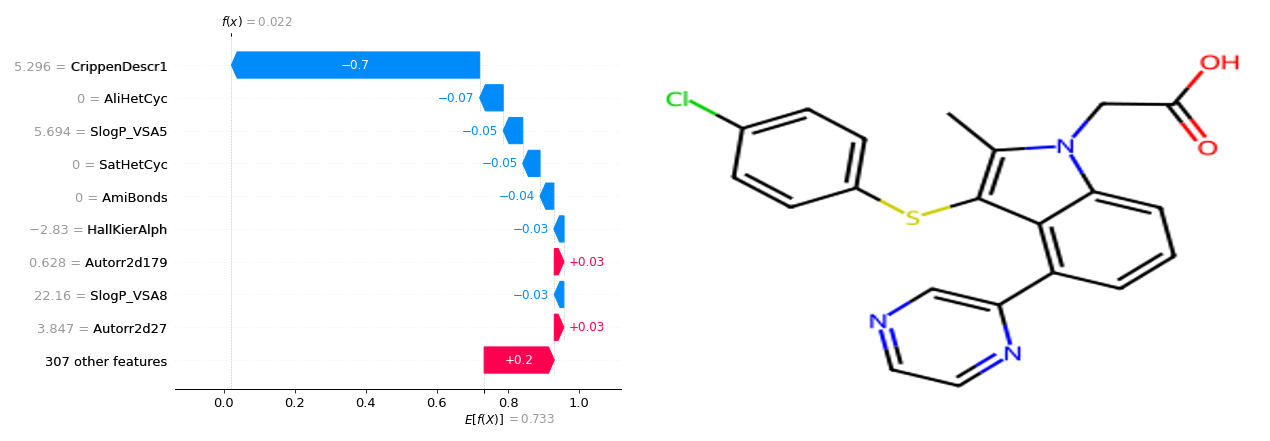 f(x) = 0.022
5.296 = CrippenDescr1
−0.7
0 = AliHetCyc
−0.07
5.694 = SlogP_VSA5
−0.05
0 = SatHetCyc
−0.05
0 = AmiBonds
−0.04
−2.83 = HallKierAlph
−0.03
0.628 = Autorr2d179
+0.03
22.16 = SlogP_VSA8
−0.03
3.847 = Autorr2d27
+0.03
307 other features
+0.2
0.0 0.2 0.4 0.6 0.8 1.0
E[f(X)] = 0.733
Cl
S
N
OH
O
N
N